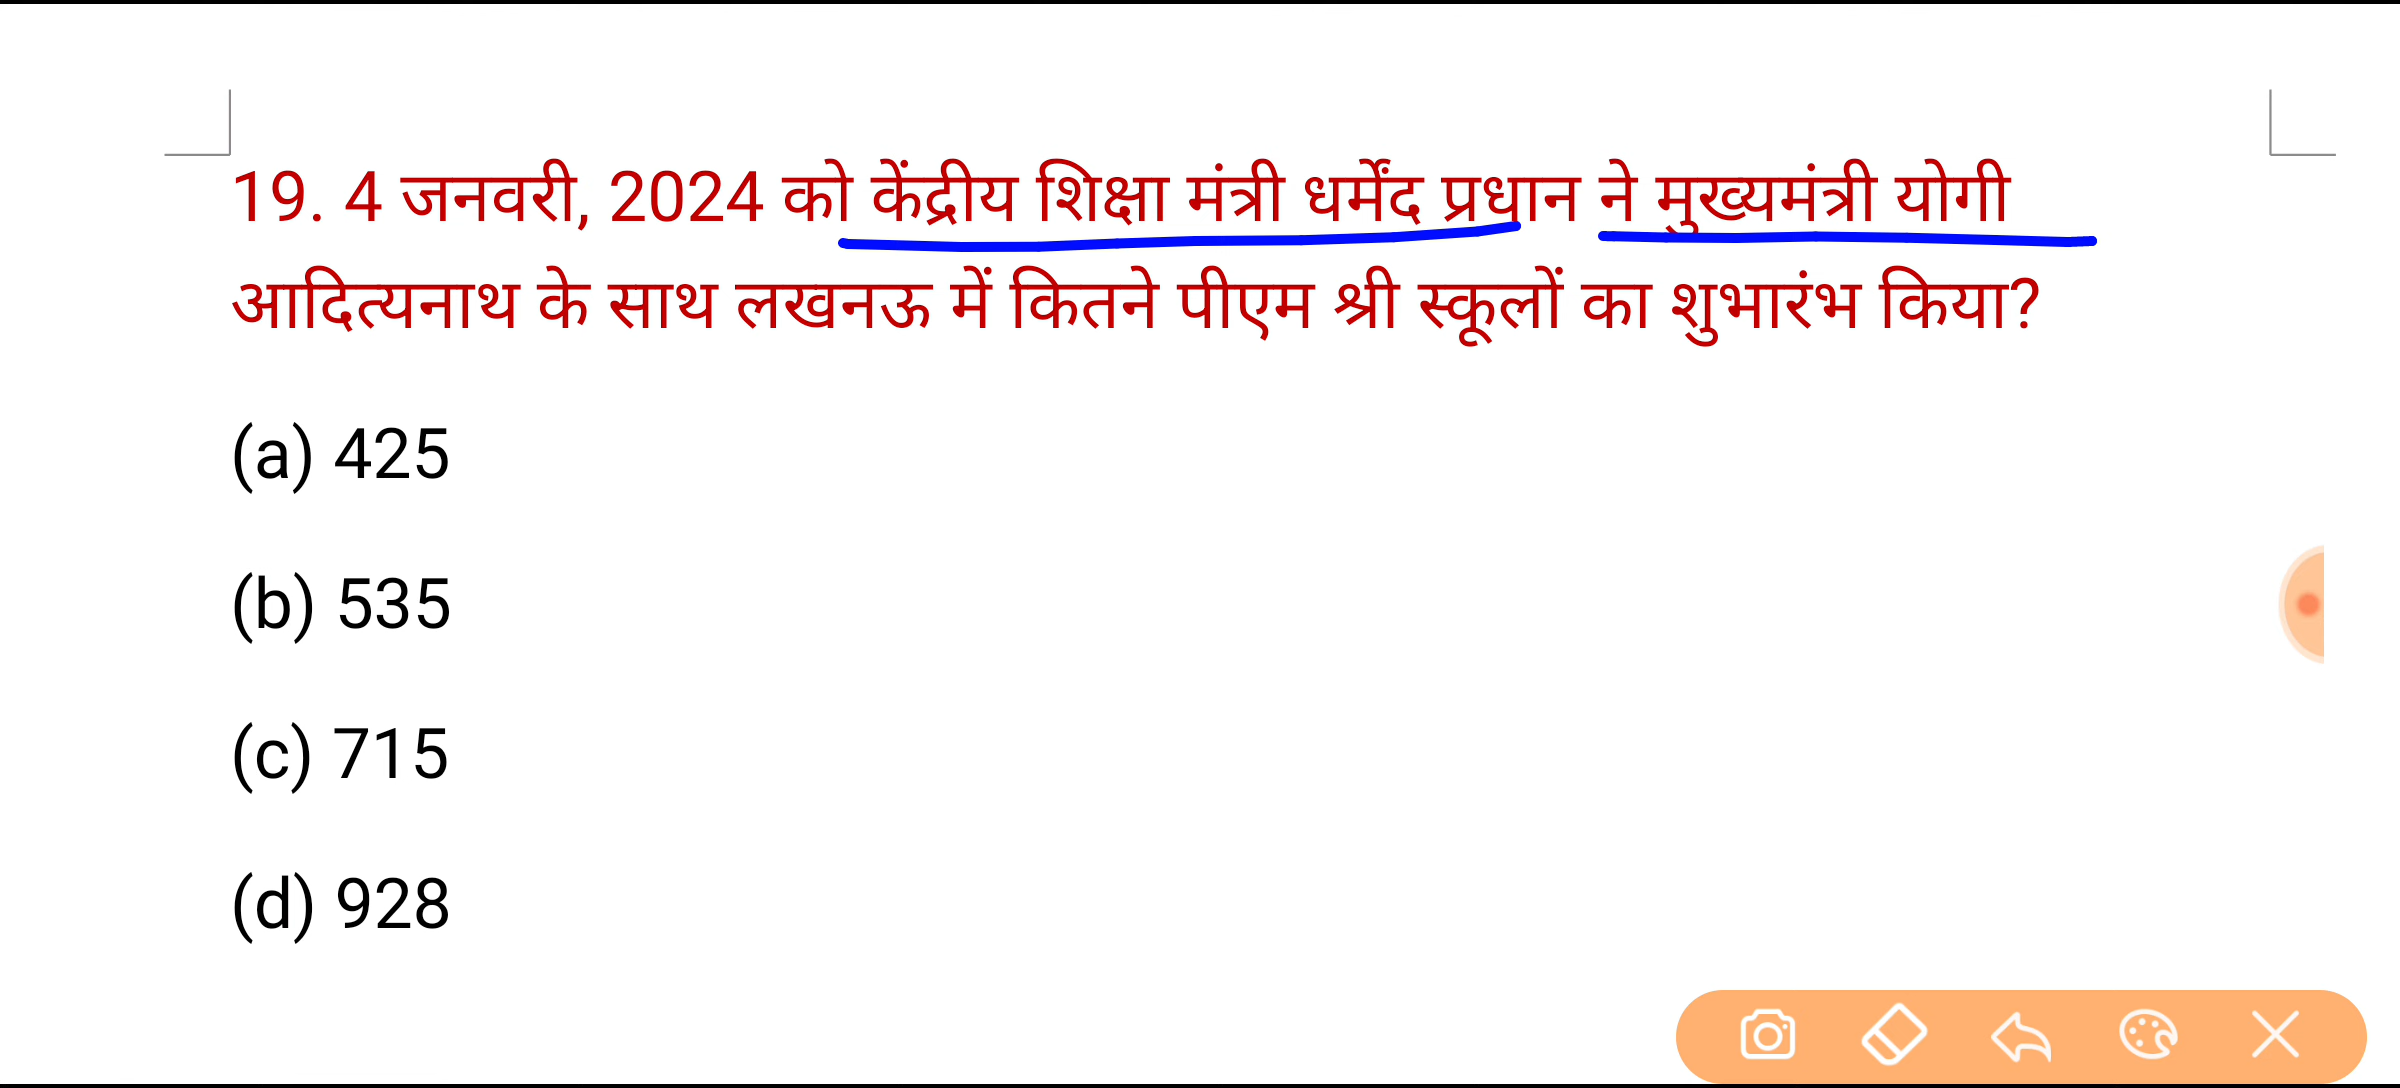 19. 4 जनवरी, 2024 को केंद्रीय शिक्षा मंत्री धर्मेंद प्रधान ने मुख्यमंत्री योगी
आदित्यनाथ के साथ लखनऊ में कितने पीएम श्री स्कूलों का शुभारंभ किया?
(a) 425
(b) 535
(c) 715
(d) 928